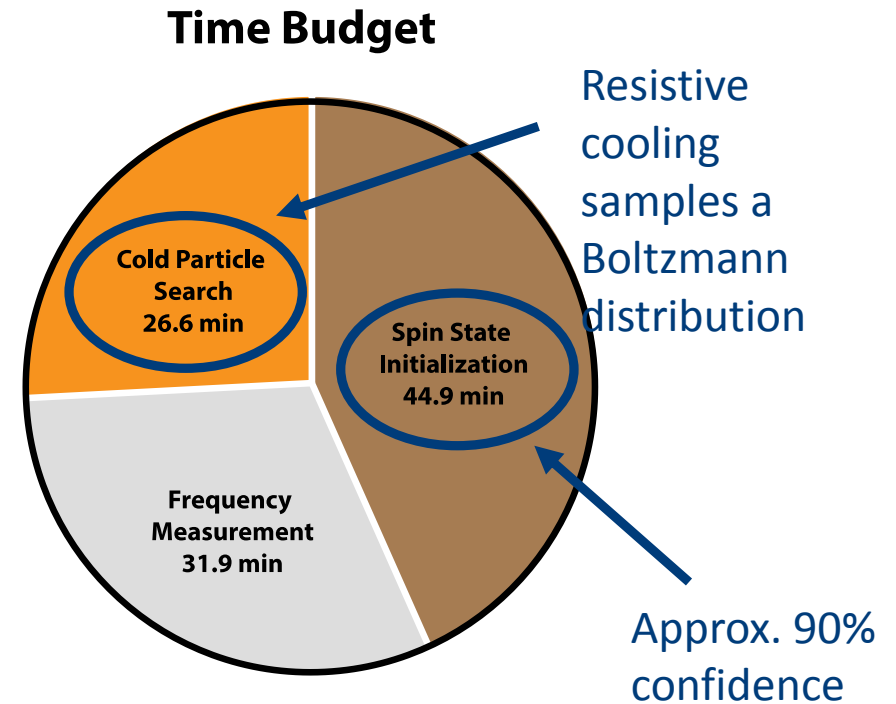 Time Budget
Resistive
cooling
samples a
Boltzmann
distribution
Cold Particle
Search
26.6 min
Spin State
Initialization
44.9 min
Frequency
Measurement
31.9 min
Approx. 90%
confidence